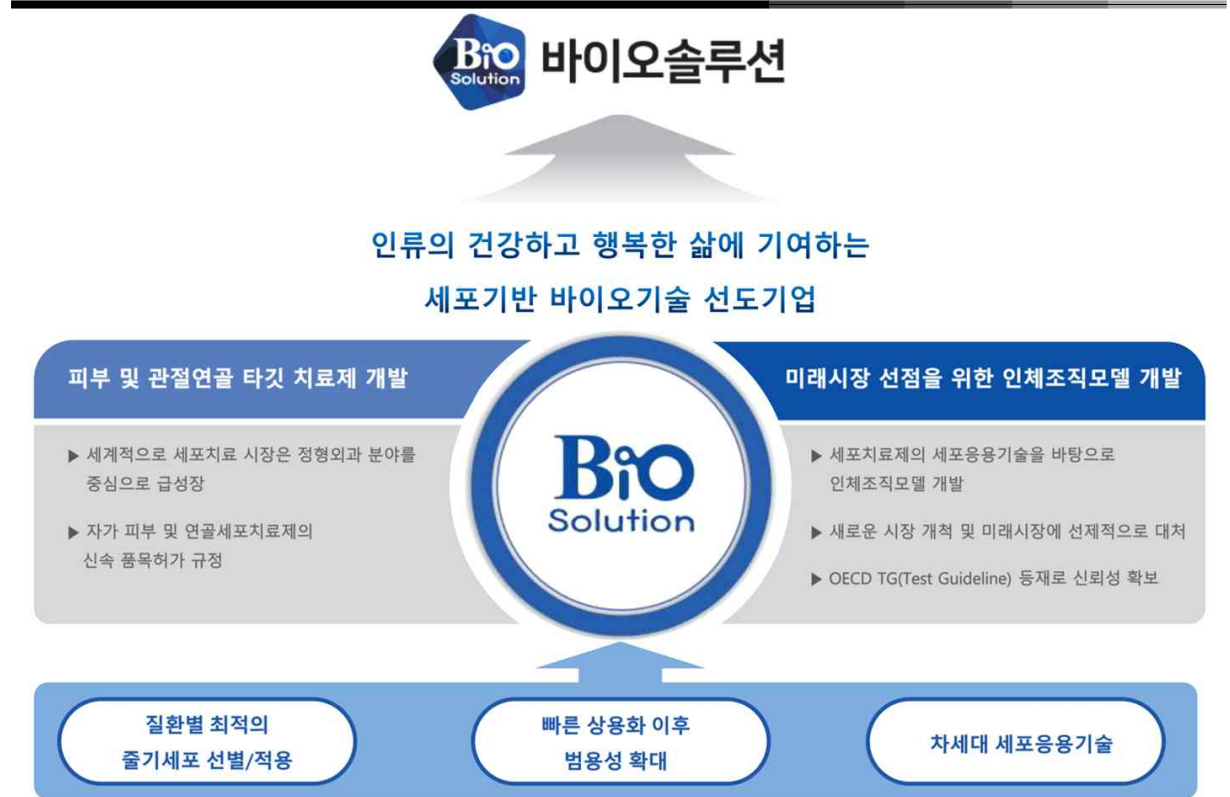 BiO
Solution
바이오솔루션
인류의 건강하고 행복한 삶에 기여하는
세포기반 바이오기술 선도기업
피부 및 관절연골 타깃 치료제 개발
▶ 세계적으로 세포치료 시장은 정형외과 분야를
중심으로 급성장
▶ 자가 피부 및 연골세포치료제의
신속 품목허가 규정
BiO
Solution
미래시장 선점을 위한 인체조직모델 개발
▶ 세포치료제의 세포응용기술을 바탕으로
인체조직모델 개발
▶ 새로운 시장 개척 및 미래시장에 선제적으로 대처
▶ OECD TG(Test Guideline) 등재로 신뢰성 확보
질환별 최적의
줄기세포 선별/적용
빠른 상용화 이후
범용성 확대
차세대 세포응용기술